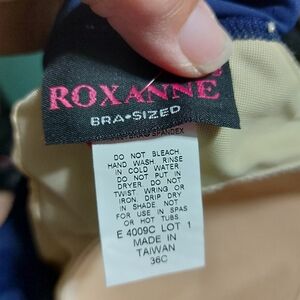 ROXANNE
BRA•SIZED
SPANDEX
DO NOT BLEACH
HAND WASH. RINSE
IN COLD WATER
DO NOT PUT IN
DRYER. DO NOT
TWIST, WRING OR
IRON. DRIP DRY
IN SHADE. NOT
FOR USE IN SPAS
OR HOT TUBS
E 4009C LOT 1
MADE IN
TAIWAN
36C